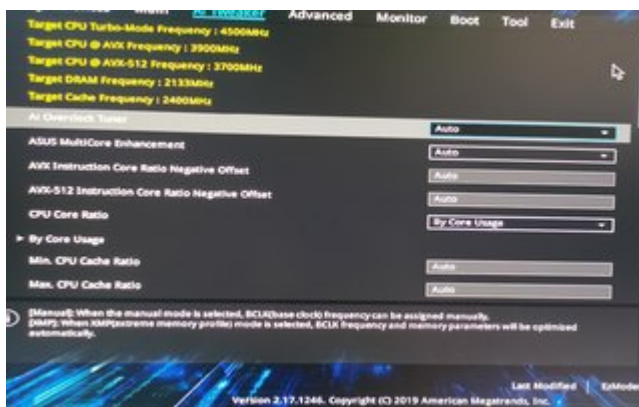 Main Ai Tweaker Advanced Monitor Boot Tool Exit
Target CPU Turbo-Mode Frequency : 4500MHz
Target CPU @ AVX Frequency : 3900MHz
Target CPU @ AVX-512 Frequency : 3700MHz
Target DRAM Frequency : 2133MHz
Target Cache Frequency : 2400MHz
Ai Overclock Tuner Auto
ASUS MultiCore Enhancement Auto
AVX Instruction Core Ratio Negative Offset Auto
AVX-512 Instruction Core Ratio Negative Offset Auto
CPU Core Ratio By Core Usage
By Core Usage
Min. CPU Cache Ratio Auto
Max. CPU Cache Ratio Auto
[Manual]: When the manual mode is selected, BCLK(base clock) frequency can be assigned manually.
[XMP]: When XMP(extreme memory profile) mode is selected, BCLK frequency and memory parameters will be optimized
automatically.
Last Modified EzMode
Version 2.17.1246. Copyright (C) 2019 American Megatrends, Inc.